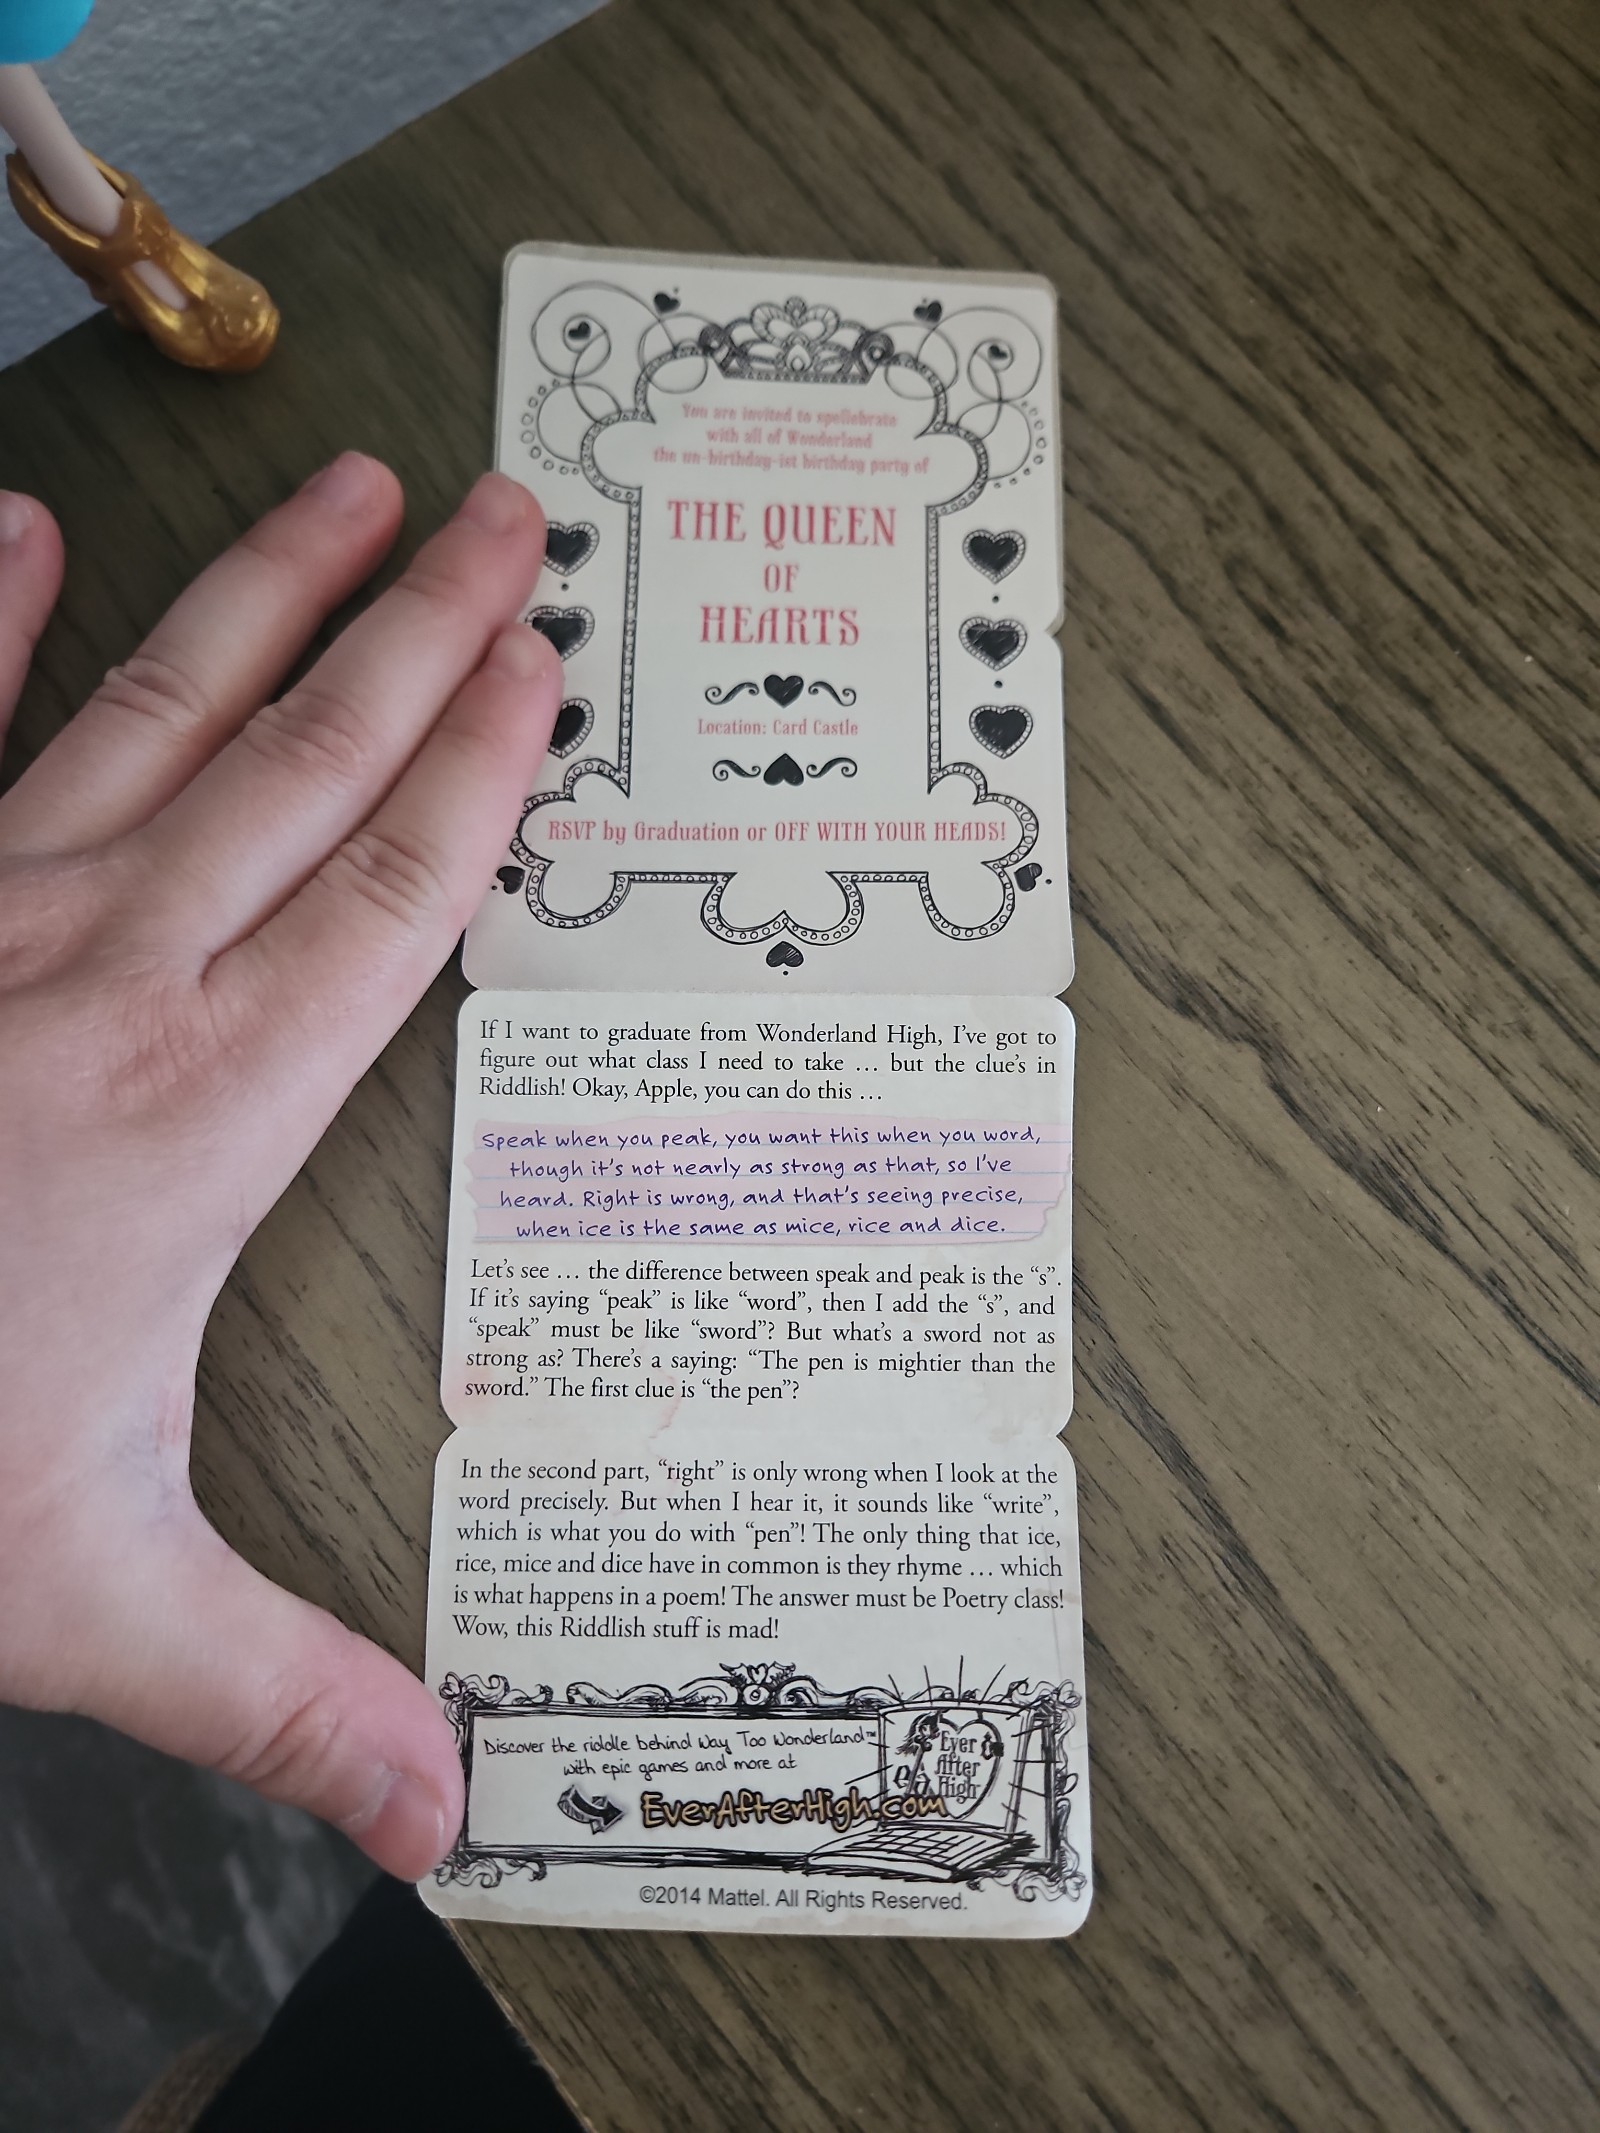 You are invited to spellebrate
with all of Wonderland
the un-birthday-ist birthday party of
THE QUEEN
OF
HEARTS
Location: Card Castle
RSVP by Graduation or OFF WITH YOUR HEADS!
If I want to graduate from Wonderland High, I've got to
figure out what class I need to take ... but the clue's in
Riddlish! Okay, Apple, you can do this ...
Speak when you peak, you want this when you word,
though it's not nearly as strong as that, so I've
heard. Right is wrong, and that's seeing precise,
when ice is the same as mice, rice and dice.
Let's see ... the difference between speak and peak is the “s”.
If it's saying “peak” is like “word”, then I add the “s”, and
“speak” must be like “sword”? But what's a sword not as
strong as? There's a saying: “The pen is mightier than the
sword.” The first clue is “the pen”?
In the second part, “right” is only wrong when I look at the
word precisely. But when I hear it, it sounds like “write”,
which is what you do with “pen”! The only thing that ice,
rice, mice and dice have in common is they rhyme ... which
is what happens in a poem! The answer must be Poetry class!
Wow, this Riddlish stuff is mad!
Discover the riddle behind Way Too Wonderland™
with epic games and more at
EverAfterHigh.com
Ever
After
High
©2014 Mattel. All Rights Reserved.